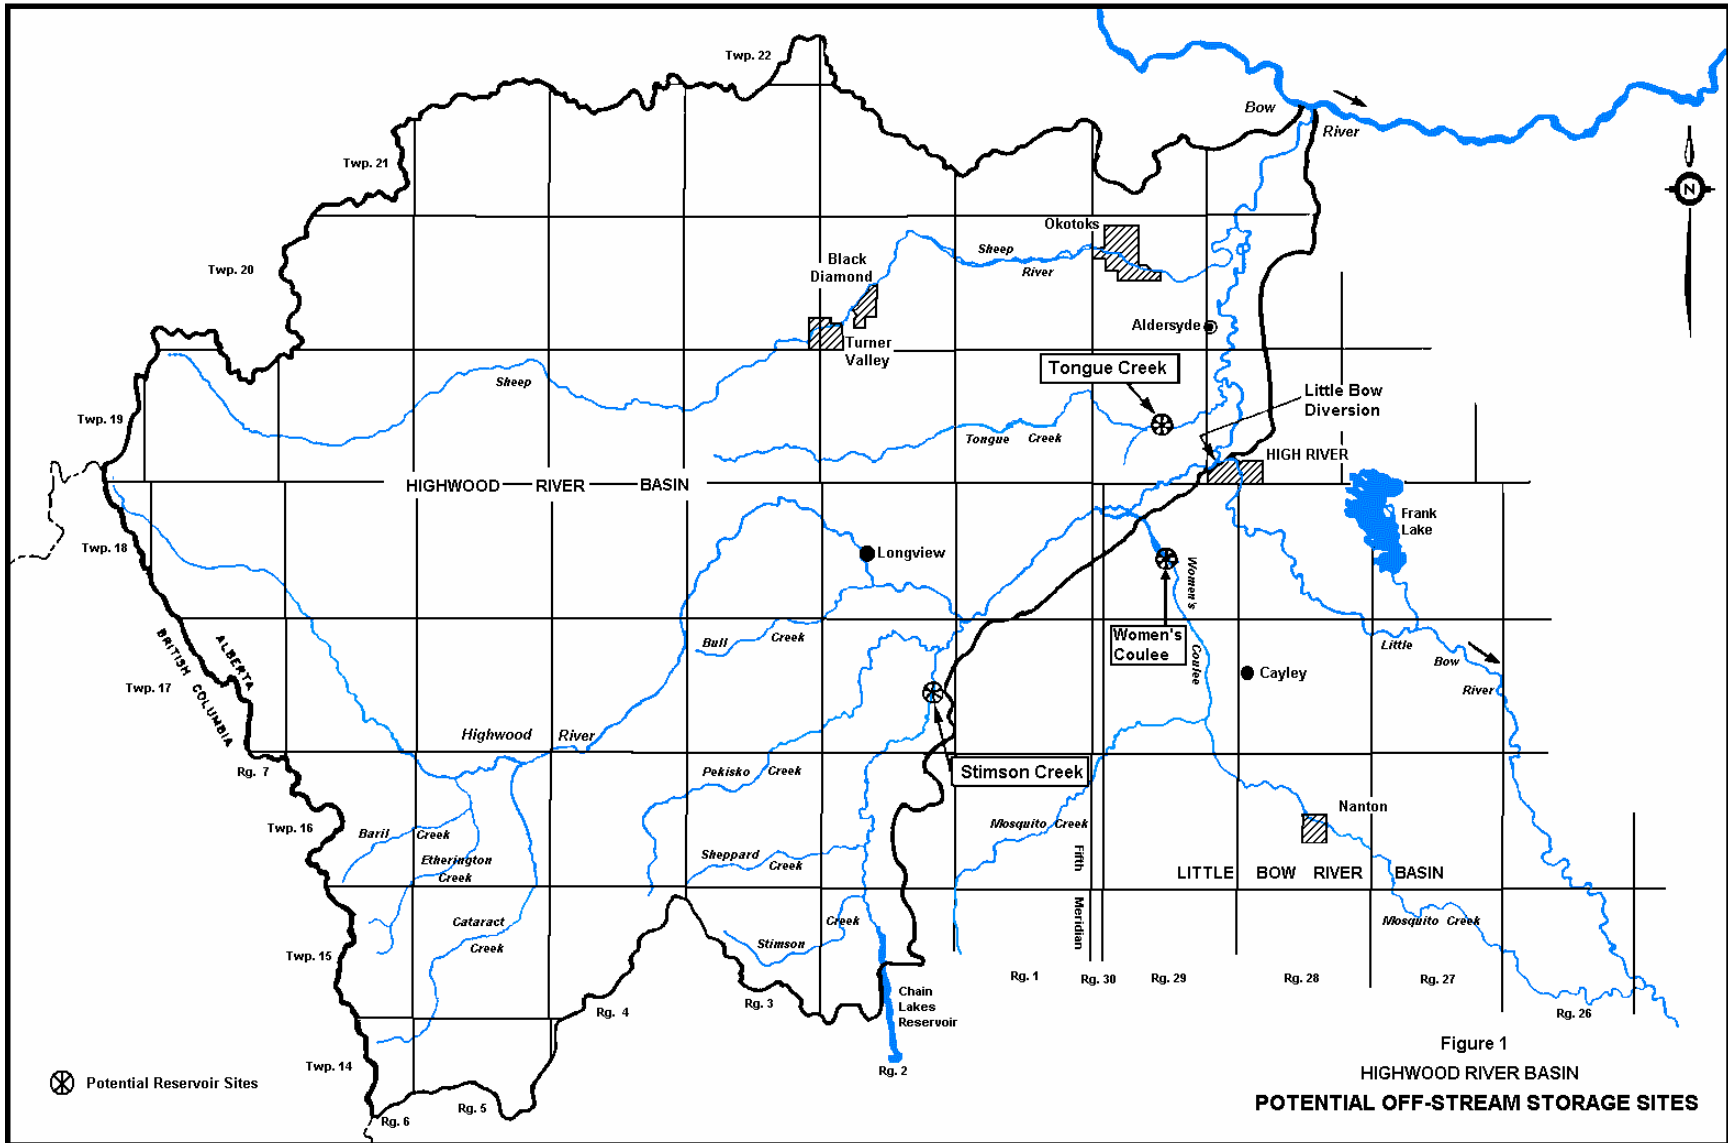 Twp. 22
Bow
River
Twp. 21
N
Okotoks
Sheep
River
Black
Diamond
Twp. 20
Aldersyde
Turner
Valley
Tongue Creek
Sheep
Little Bow
Diversion
Twp. 19
Tongue Creek
HIGH RIVER
HIGHWOOD RIVER BASIN
Frank
Lake
Twp. 18
Longview
Women's
Coulee
Women's
Coulee
Bull Creek
Little Bow
River
ALBERTA
BRITISH COLUMBIA
Twp. 17
Cayley
Highwood River
Rg. 7
Pekisko Creek
Stimson Creek
Nanton
Twp. 16
Baril Creek
Mosquito Creek
Etherington
Creek
Sheppard
Creek
Fifth
Meridian
LITTLE BOW RIVER BASIN
Cataract
Creek
Creek
Stimson
Mosquito Creek
Twp. 15
Rg. 1
Rg. 30
Rg. 29
Rg. 28
Rg. 27
Rg. 26
Rg. 4
Rg. 3
Chain
Lakes
Reservoir
Twp. 14
Rg. 2
Potential Reservoir Sites
Rg. 6
Rg. 5
Figure 1
HIGHWOOD RIVER BASIN
POTENTIAL OFF-STREAM STORAGE SITES